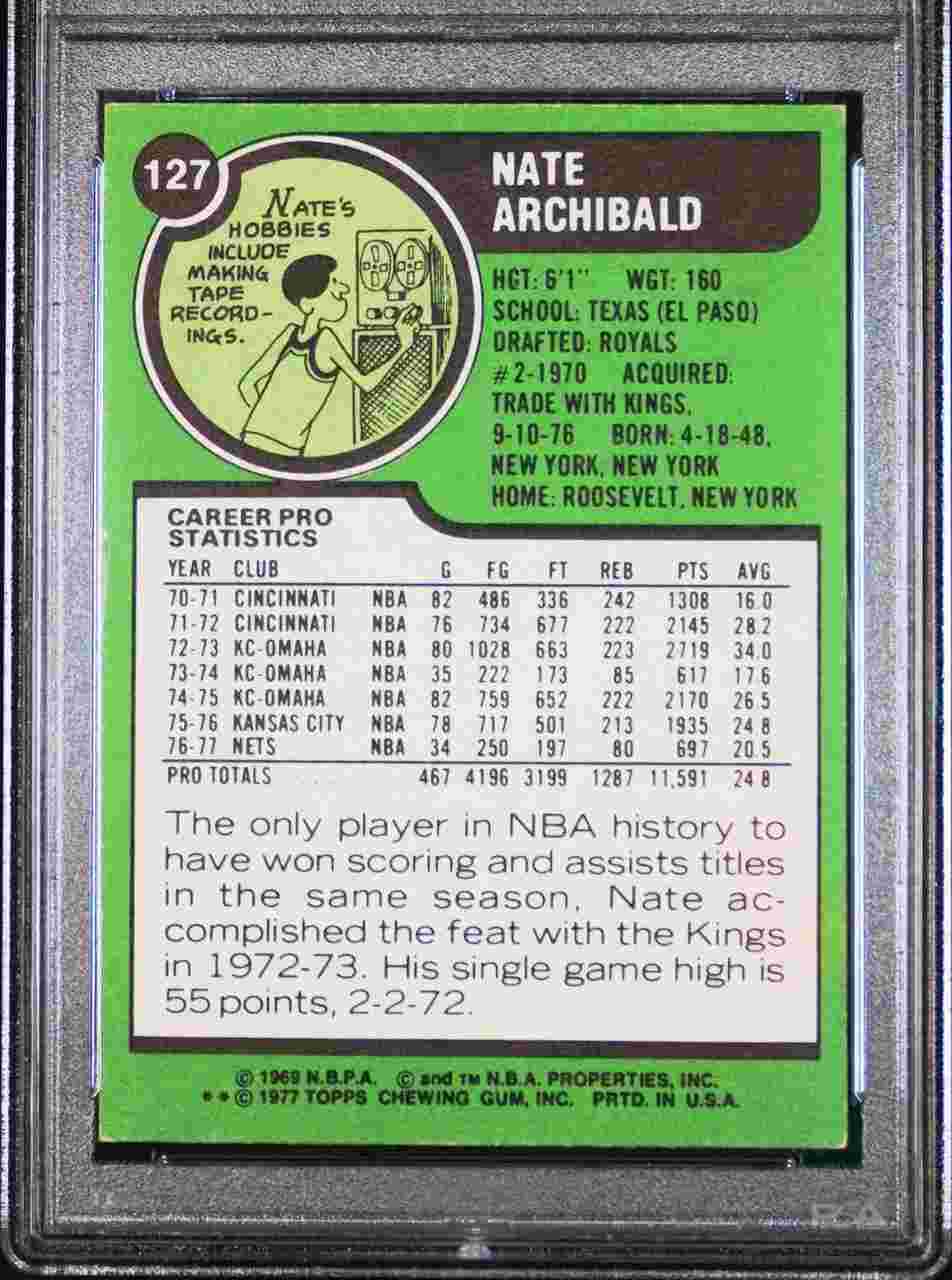 127
NATE'S
HOBBIES
INCLUDE
MAKING
TAPE
RECORD-
INGS.
NATE
ARCHIBALD
HGT: 6'1" WGT: 160
SCHOOL: TEXAS (EL PASO)
DRAFTED: ROYALS
#2-1970 ACQUIRED:
TRADE WITH KINGS,
9-10-76 BORN: 4-18-48,
NEW YORK, NEW YORK
HOME: ROOSEVELT, NEW YORK
CAREER PRO
STATISTICS
YEAR CLUB G FG FT REB PTS AVG
70-71 CINCINNATI NBA 82 486 336 242 1308 16.0
71-72 CINCINNATI NBA 76 734 677 222 2145 28.2
72-73 KC-OMAHA NBA 80 1028 663 223 2719 34.0
73-74 KC-OMAHA NBA 35 222 173 85 617 17.6
74-75 KC-OMAHA NBA 82 759 652 222 2170 26.5
75-76 KANSAS CITY NBA 78 717 501 213 1935 24.8
76-77 NETS NBA 34 250 197 80 697 20.5
PRO TOTALS 467 4196 3199 1287 11,591 24.8
The only player in NBA history to
have won scoring and assists titles
in the same season, Nate ac-
complished the feat with the Kings
in 1972-73. His single game high is
55 points, 2-2-72.
© 1969 N.B.P.A. © and TM N.B.A. PROPERTIES, INC.
* * © 1977 TOPPS CHEWING GUM, INC. PRTD. IN U.S.A.
PSA